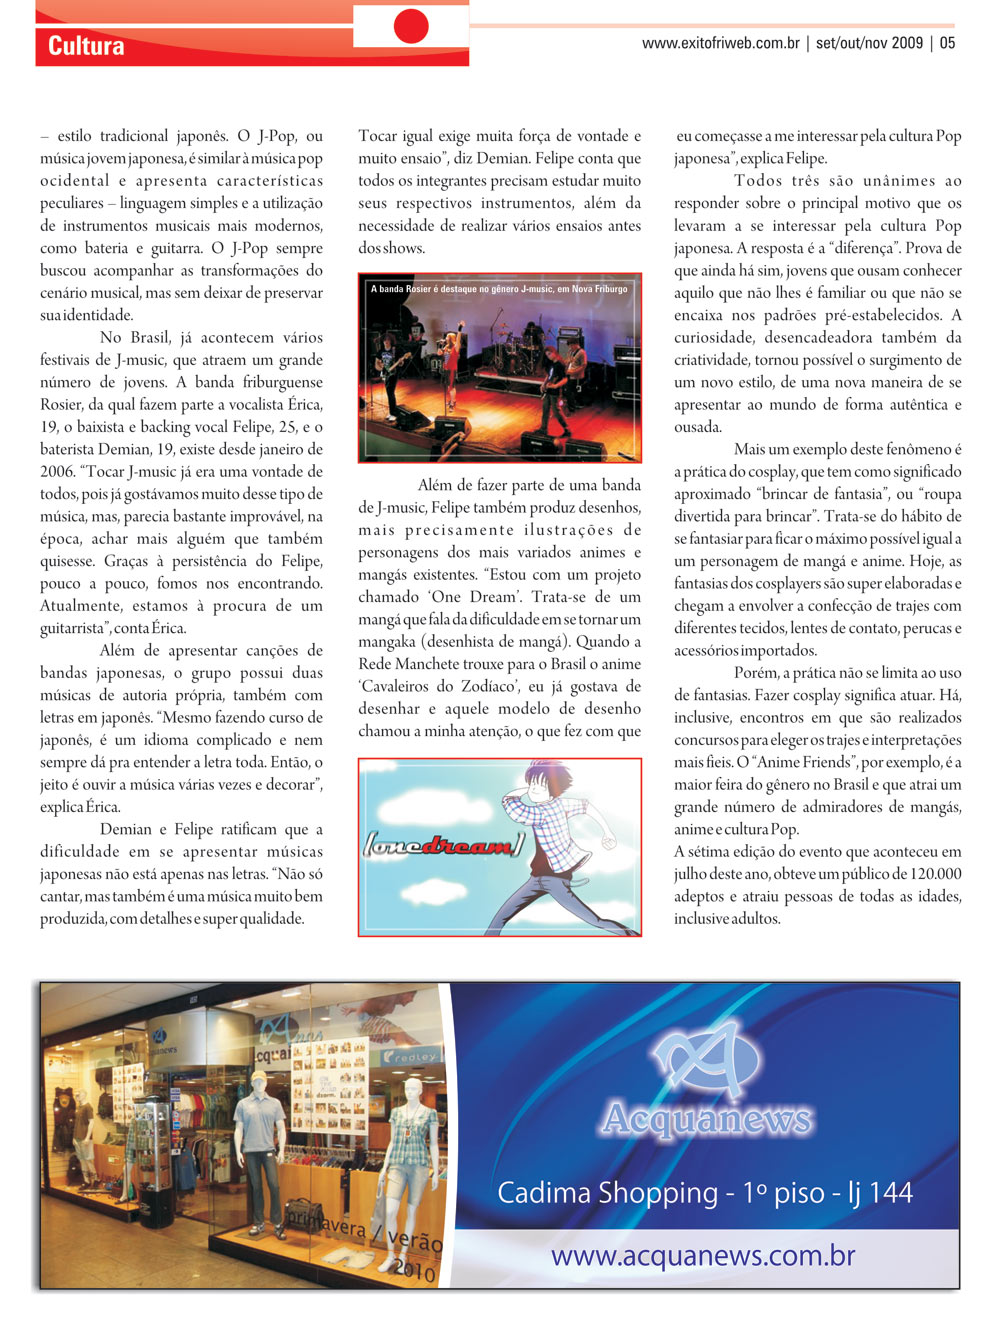 Cultura
www.exitofriweb.com.br | set/out/nov 2009 | 05
– estilo tradicional japonês. O J-Pop, ou
música jovem japonesa, é similar à música pop
ocidental e apresenta características
peculiares – linguagem simples e a utilização
de instrumentos musicais mais modernos,
como bateria e guitarra. O J-Pop sempre
buscou acompanhar as transformações do
cenário musical, mas sem deixar de preservar
sua identidade.
No Brasil, já acontecem vários
festivais de J-music, que atraem um grande
número de jovens. A banda friburguense
Rosier, da qual fazem parte a vocalista Érica,
19, o baixista e backing vocal Felipe, 25, e o
baterista Demian, 19, existe desde janeiro de
2006. “Tocar J-music já era uma vontade de
todos, pois já gostávamos muito desse tipo de
música, mas, parecia bastante improvável, na
época, achar mais alguém que também
quisesse. Graças à persistência do Felipe,
pouco a pouco, fomos nos encontrando.
Atualmente, estamos à procura de um
guitarrista”, conta Érica.
Além de apresentar canções de
bandas japonesas, o grupo possui duas
músicas de autoria própria, também com
letras em japonês. “Mesmo fazendo curso de
japonês, é um idioma complicado e nem
sempre dá pra entender a letra toda. Então, o
jeito é ouvir a música várias vezes e decorar”,
explica Érica.
Demian e Felipe ratificam que a
dificuldade em se apresentar músicas
japonesas não está apenas nas letras. “Não só
cantar, mas também é uma música muito bem
produzida, com detalhes e super qualidade.
Tocar igual exige muita força de vontade e
muito ensaio”, diz Demian. Felipe conta que
todos os integrantes precisam estudar muito
seus respectivos instrumentos, além da
necessidade de realizar vários ensaios antes
dos shows.
A banda Rosier é destaque no gênero J-music, em Nova Friburgo
Além de fazer parte de uma banda
de J-music, Felipe também produz desenhos,
mais precisamente ilustrações de
personagens dos mais variados animes e
mangás existentes. “Estou com um projeto
chamado ‘One Dream’. Trata-se de um
mangá que fala da dificuldade em se tornar um
mangaka (desenhista de mangá). Quando a
Rede Manchete trouxe para o Brasil o anime
‘Cavaleiros do Zodíaco’, eu já gostava de
desenhar e aquele modelo de desenho
chamou a minha atenção, o que fez com que
[onedream]
eu começasse a me interessar pela cultura Pop
japonesa”, explica Felipe.
Todos três são unânimes ao
responder sobre o principal motivo que os
levaram a se interessar pela cultura Pop
japonesa. A resposta é a “diferença”. Prova de
que ainda há sim, jovens que ousam conhecer
aquilo que não lhes é familiar ou que não se
encaixa nos padrões pré-estabelecidos. A
curiosidade, desencadeadora também da
criatividade, tornou possível o surgimento de
um novo estilo, de uma nova maneira de se
apresentar ao mundo de forma autêntica e
ousada.
Mais um exemplo deste fenômeno é
a prática do cosplay, que tem como significado
aproximado “brincar de fantasia”, ou “roupa
divertida para brincar”. Trata-se do hábito de
se fantasiar para ficar o máximo possível igual a
um personagem de mangá e anime. Hoje, as
fantasias dos cosplayers são super elaboradas e
chegam a envolver a confecção de trajes com
diferentes tecidos, lentes de contato, perucas e
acessórios importados.
Porém, a prática não se limita ao uso
de fantasias. Fazer cosplay significa atuar. Há,
inclusive, encontros em que são realizados
concursos para eleger os trajes e interpretações
mais fieis. O “Anime Friends”, por exemplo, é a
maior feira do gênero no Brasil e que atrai um
grande número de admiradores de mangás,
anime e cultura Pop.
A sétima edição do evento que aconteceu em
julho deste ano, obteve um público de 120.000
adeptos e atraiu pessoas de todas as idades,
inclusive adultos.
Acquanews
redley
primavera / verão
2010
Acquanews
Cadima Shopping - 1º piso - lj 144
www.acquanews.com.br